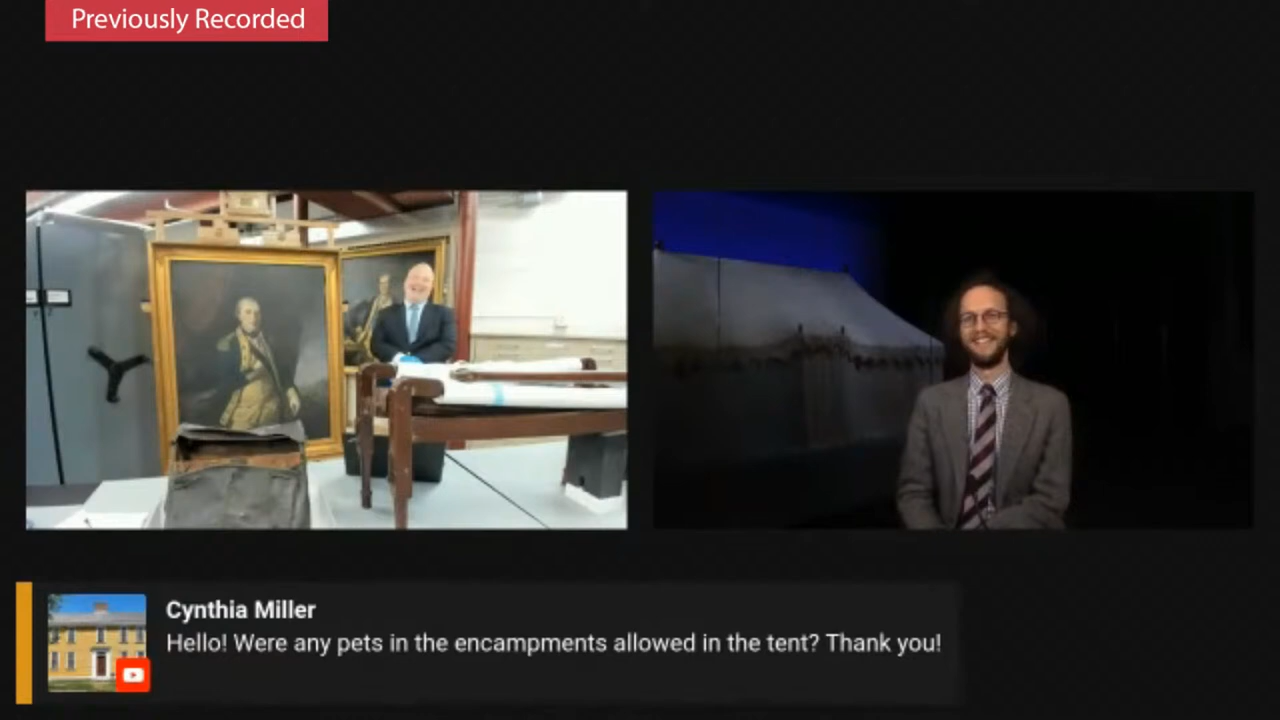 Previously Recorded
Cynthia Miller
Hello! Were any pets in the encampments allowed in the tent? Thank you!